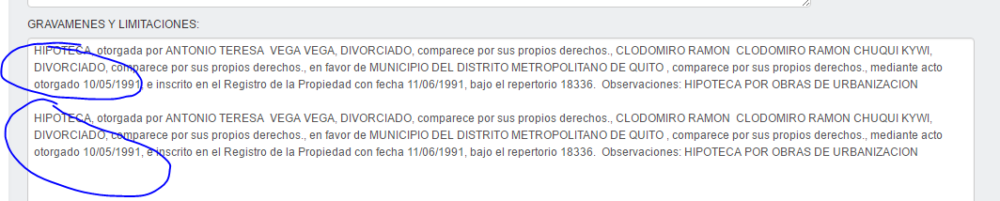 GRAVAMENES Y LIMITACIONES:
HIPOTECA, otorgada por ANTONIO TERESA  VEGA VEGA, DIVORCIADO, comparece por sus propios derechos., CLODOMIRO RAMON  CLODOMIRO RAMON CHUQUI KYWI,
DIVORCIADO, comparece por sus propios derechos., en favor de MUNICIPIO DEL DISTRITO METROPOLITANO DE QUITO , comparece por sus propios derechos., mediante acto
otorgado 10/05/1991, e inscrito en el Registro de la Propiedad con fecha 11/06/1991, bajo el repertorio 18336.  Observaciones: HIPOTECA POR OBRAS DE URBANIZACION
HIPOTECA, otorgada por ANTONIO TERESA  VEGA VEGA, DIVORCIADO, comparece por sus propios derechos., CLODOMIRO RAMON  CLODOMIRO RAMON CHUQUI KYWI,
DIVORCIADO, comparece por sus propios derechos., en favor de MUNICIPIO DEL DISTRITO METROPOLITANO DE QUITO , comparece por sus propios derechos., mediante acto
otorgado 10/05/1991, e inscrito en el Registro de la Propiedad con fecha 11/06/1991, bajo el repertorio 18336.  Observaciones: HIPOTECA POR OBRAS DE URBANIZACION